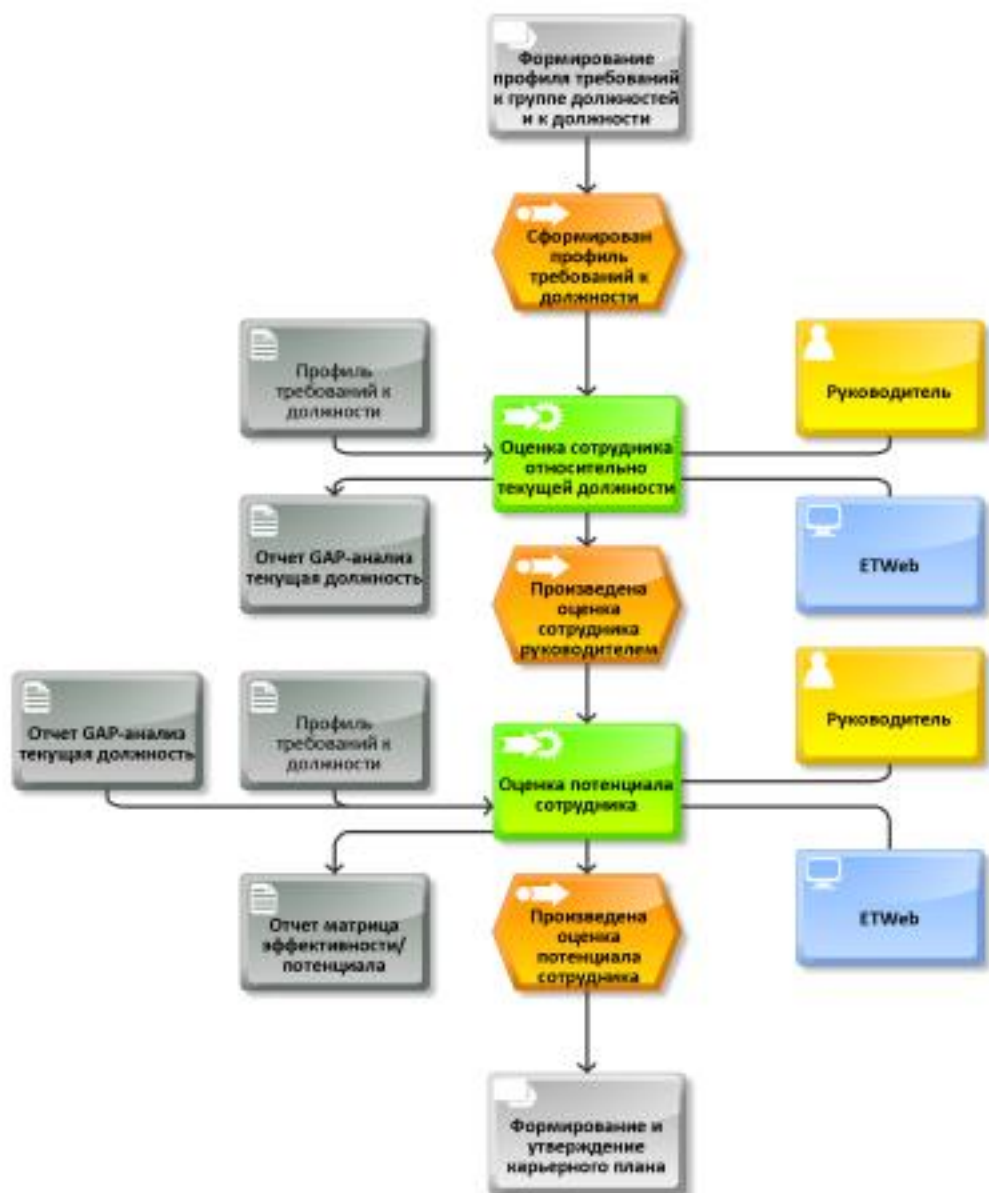 Формирование
профиля требований
к группе должностей
и к должности
Сформирован
профиль
требований к
должности
Профиль
требований к
должности
Руководитель
Оценка сотрудника
относительно
текущей должности
Отчет GAP-анализ
текущая должность
ETWeb
Произведена
оценка
сотрудника
руководителем
Отчет GAP-анализ
текущая должность
Профиль
требований к
должности
Руководитель
Оценка потенциала
сотрудника
Отчет матрица
эффективности/
потенциала
Произведена
оценка
потенциала
сотрудника
ETWeb
Формирование и
утверждение
карьерного плана